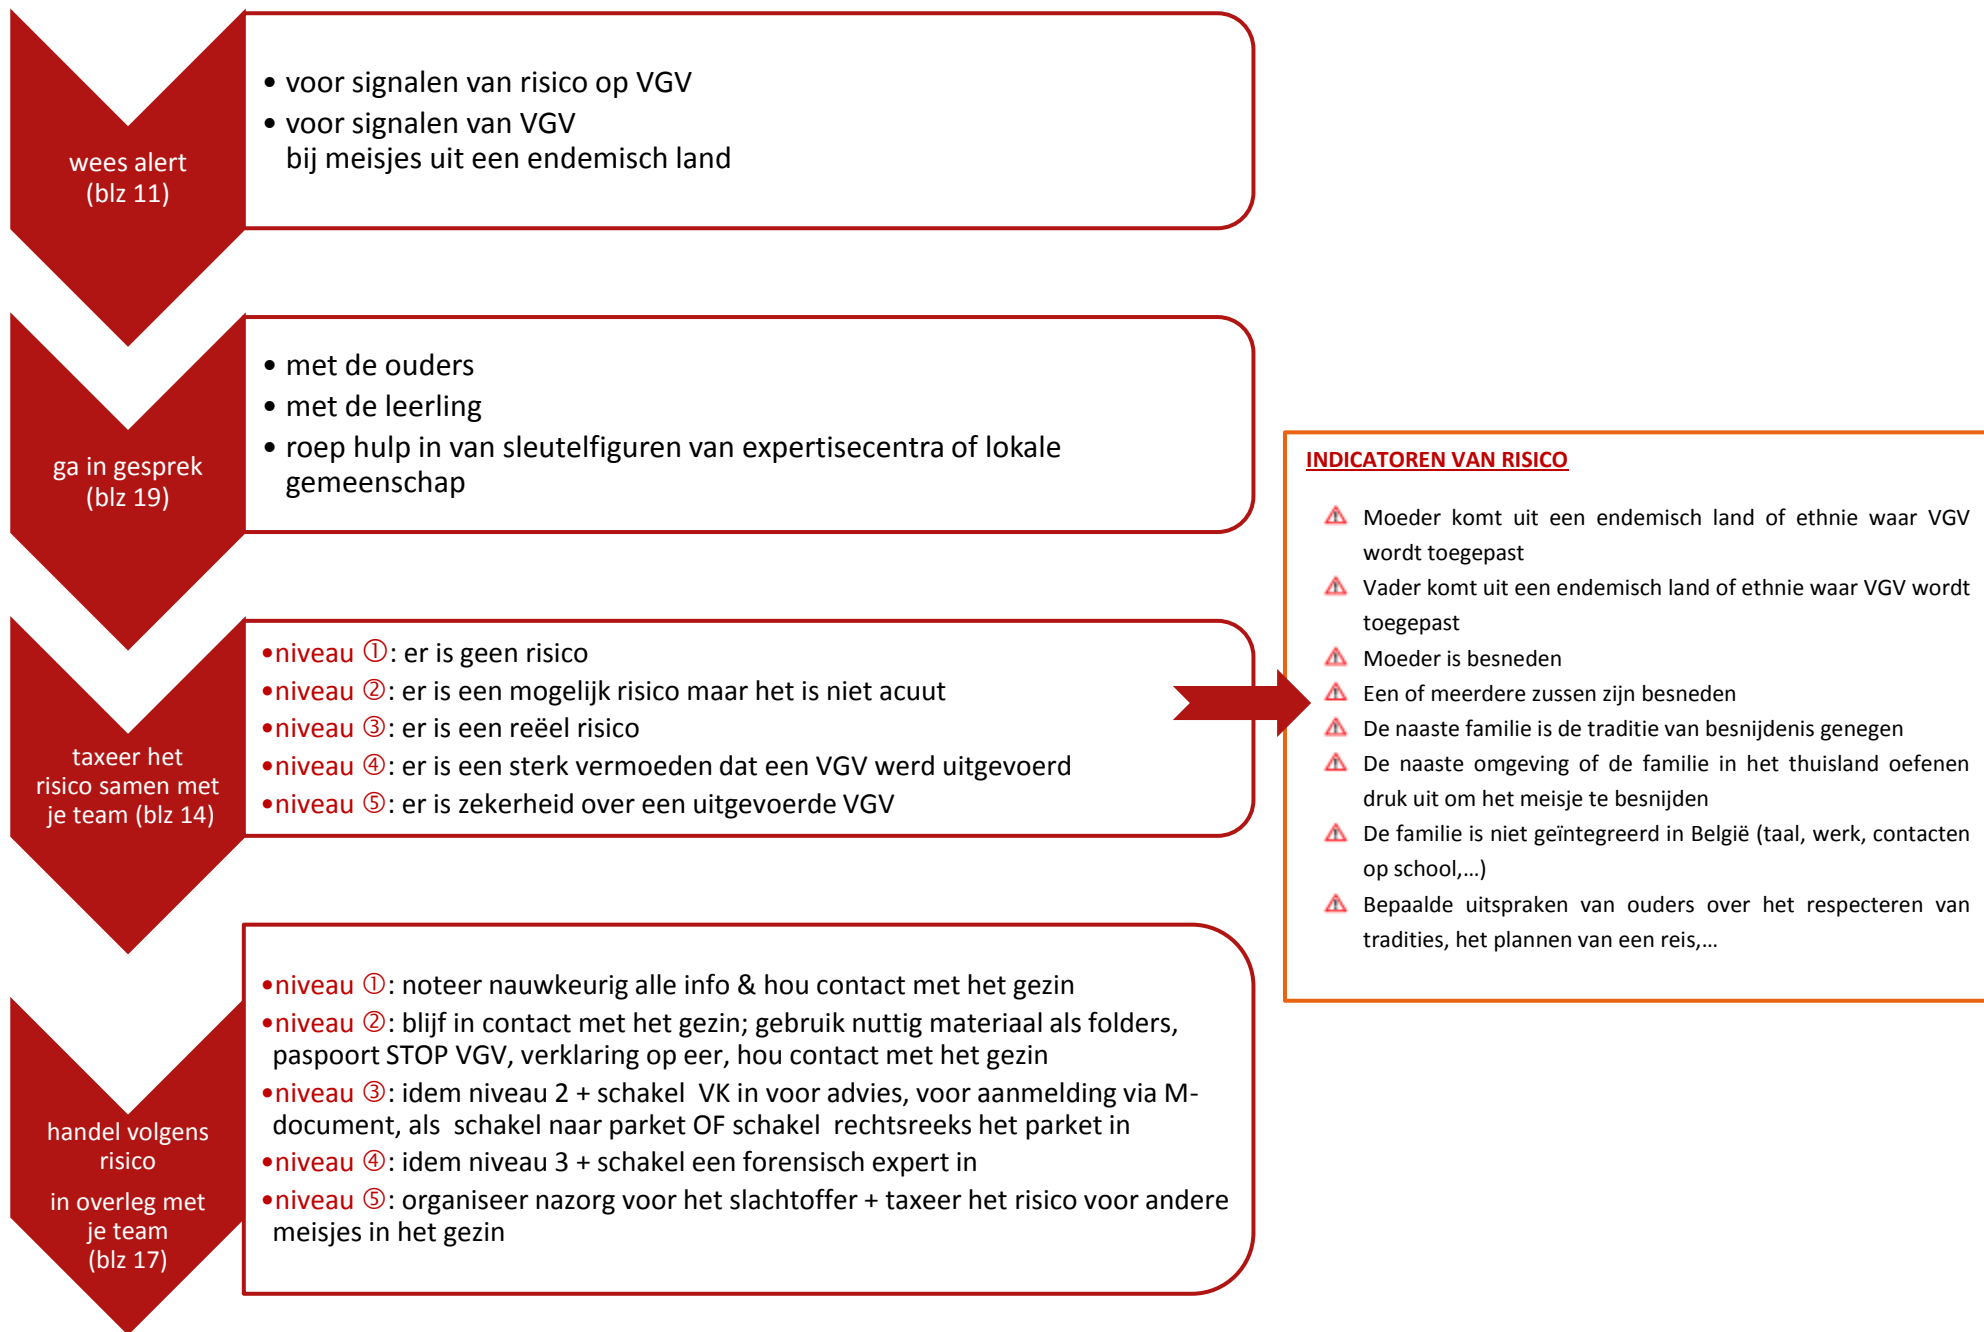 wees alert
(blz 11)
• voor signalen van risico op VGV
• voor signalen van VGV
bij meisjes uit een endemisch land
ga in gesprek
(blz 19)
• met de ouders
• met de leerling
• roep hulp in van sleutelfiguren van expertisecentra of lokale
gemeenschap
taxeer het
risico samen met
je team (blz 14)
•niveau ①: er is geen risico
•niveau ②: er is een mogelijk risico maar het is niet acuut
•niveau ③: er is een reëel risico
•niveau ④: er is een sterk vermoeden dat een VGV werd uitgevoerd
•niveau ⑤: er is zekerheid over een uitgevoerde VGV
INDICATOREN VAN RISICO
Moeder komt uit een endemisch land of ethnie waar VGV
wordt toegepast
Vader komt uit een endemisch land of ethnie waar VGV wordt
toegepast
Moeder is besneden
Een of meerdere zussen zijn besneden
De naaste familie is de traditie van besnijdenis genegen
De naaste omgeving of de familie in het thuisland oefenen
druk uit om het meisje te besnijden
De familie is niet geïntegreerd in België (taal, werk, contacten
op school,...)
Bepaalde uitspraken van ouders over het respecteren van
tradities, het plannen van een reis,...
handel volgens
risico
in overleg met
je team
(blz 17)
•niveau ①: noteer nauwkeurig alle info & hou contact met het gezin
•niveau ②: blijf in contact met het gezin; gebruik nuttig materiaal als folders,
paspoort STOP VGV, verklaring op eer, hou contact met het gezin
•niveau ③: idem niveau 2 + schakel VK in voor advies, voor aanmelding via M-
document, als schakel naar parket OF schakel rechtsreeks het parket in
•niveau ④: idem niveau 3 + schakel een forensisch expert in
•niveau ⑤: organiseer nazorg voor het slachtoffer + taxeer het risico voor andere
meisjes in het gezin